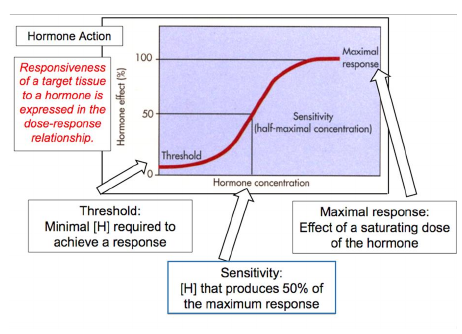 Hormone Action
Responsiveness
of a target tissue
to a hormone is
expressed in the
dose-response
relationship.
Hormone effect (%)
100
50
0
Maximal
response
Sensitivity
(half-maximal concentration)
Threshold
Hormone concentration
Threshold:
Minimal [H] required to
achieve a response
Maximal response:
Effect of a saturating dose
of the hormone
Sensitivity:
[H] that produces 50% of
the maximum response